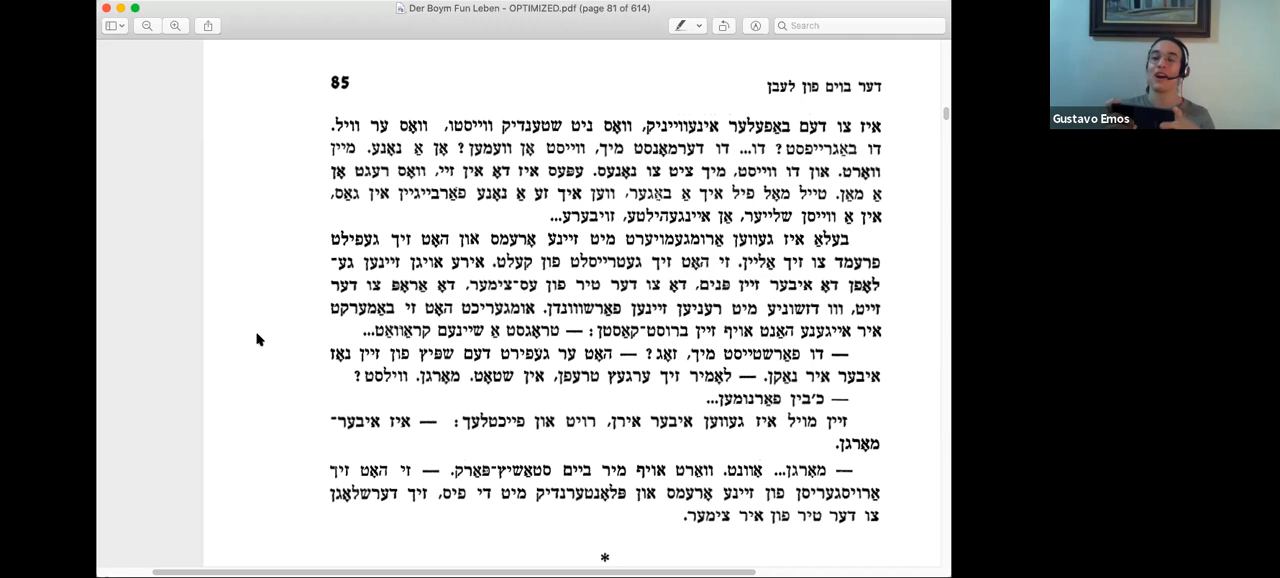 Der Boym Fun Leben - OPTIMIZED.pdf (page 81 of 614)
Search
Gustavo Emos
דער בוים פון לעבן 85
איז צו דעם באַפעלער אינעווייניק, וואָס ניט שטענדיק ווייסטו, וואָס ער וויל.
דו באַגרייפסט? דו... דו דערמאָנסט מיך, ווייסט אָן וועמען? אָן אַ נאָנע. מיין
וואָרט. און דו ווייסט, מיך ציט צו נאָנעס. עפּעס איז דאָ אין זיי, וואָס רעגט אָן
אַ מאַן. טייל מאָל פיל איך אַ באַגער, ווען איך זע אַ נאָנע פאַרבייגיין אין גאַס,
אין אַ ווייסן שלייער, אַן איינגעהילטע, זויבערע...
בעלאַ איז געווען אַרומגעמויערט מיט זיינע אָרעמס און האָט זיך געפילט
פרעמד צו זיך אַליין. זי האָט זיך געטרייסלט פון קעלט. אירע אויגן זיינען גע־
לאָפן דאָ איבער זיין פּנים, דאָ צו דער טיר פון עס־צימער, דאָ אַראָפּ צו דער
זייט, וווּ דזשוניע מיט רעניען זיינען פאַרשוווּנדן. אומגעריכט האָט זי באַמערקט
איר אייגענע האַנט אויף זיין ברוסט־קאַסטן: — טראָגסט אַ שיינעם קראַוואַט...
— דו פאַרשטייסט מיך, זאָג? — האָט ער געפירט דעם שפּיץ פון זיין נאָז
איבער איר נאַקן. — לאָמיר זיך ערגעץ טרעפן, אין שטאָט. מאָרגן. ווילסט?
— כ׳בין פאַרנומען...
זיין מויל איז געווען איבער אירן, רויט און פייכטלעך: — איז איבער־
מאָרגן.
— מאָרגן... אָוונט. וואַרט אויף מיר ביים סטאַשיץ־פּאַרק. — זי האָט זיך
אַרויסגעריסן פון זיינע אָרעמס און פּלאָנטערנדיק מיט די פיס, זיך דערשלאָגן
צו דער טיר פון איר צימער.
*